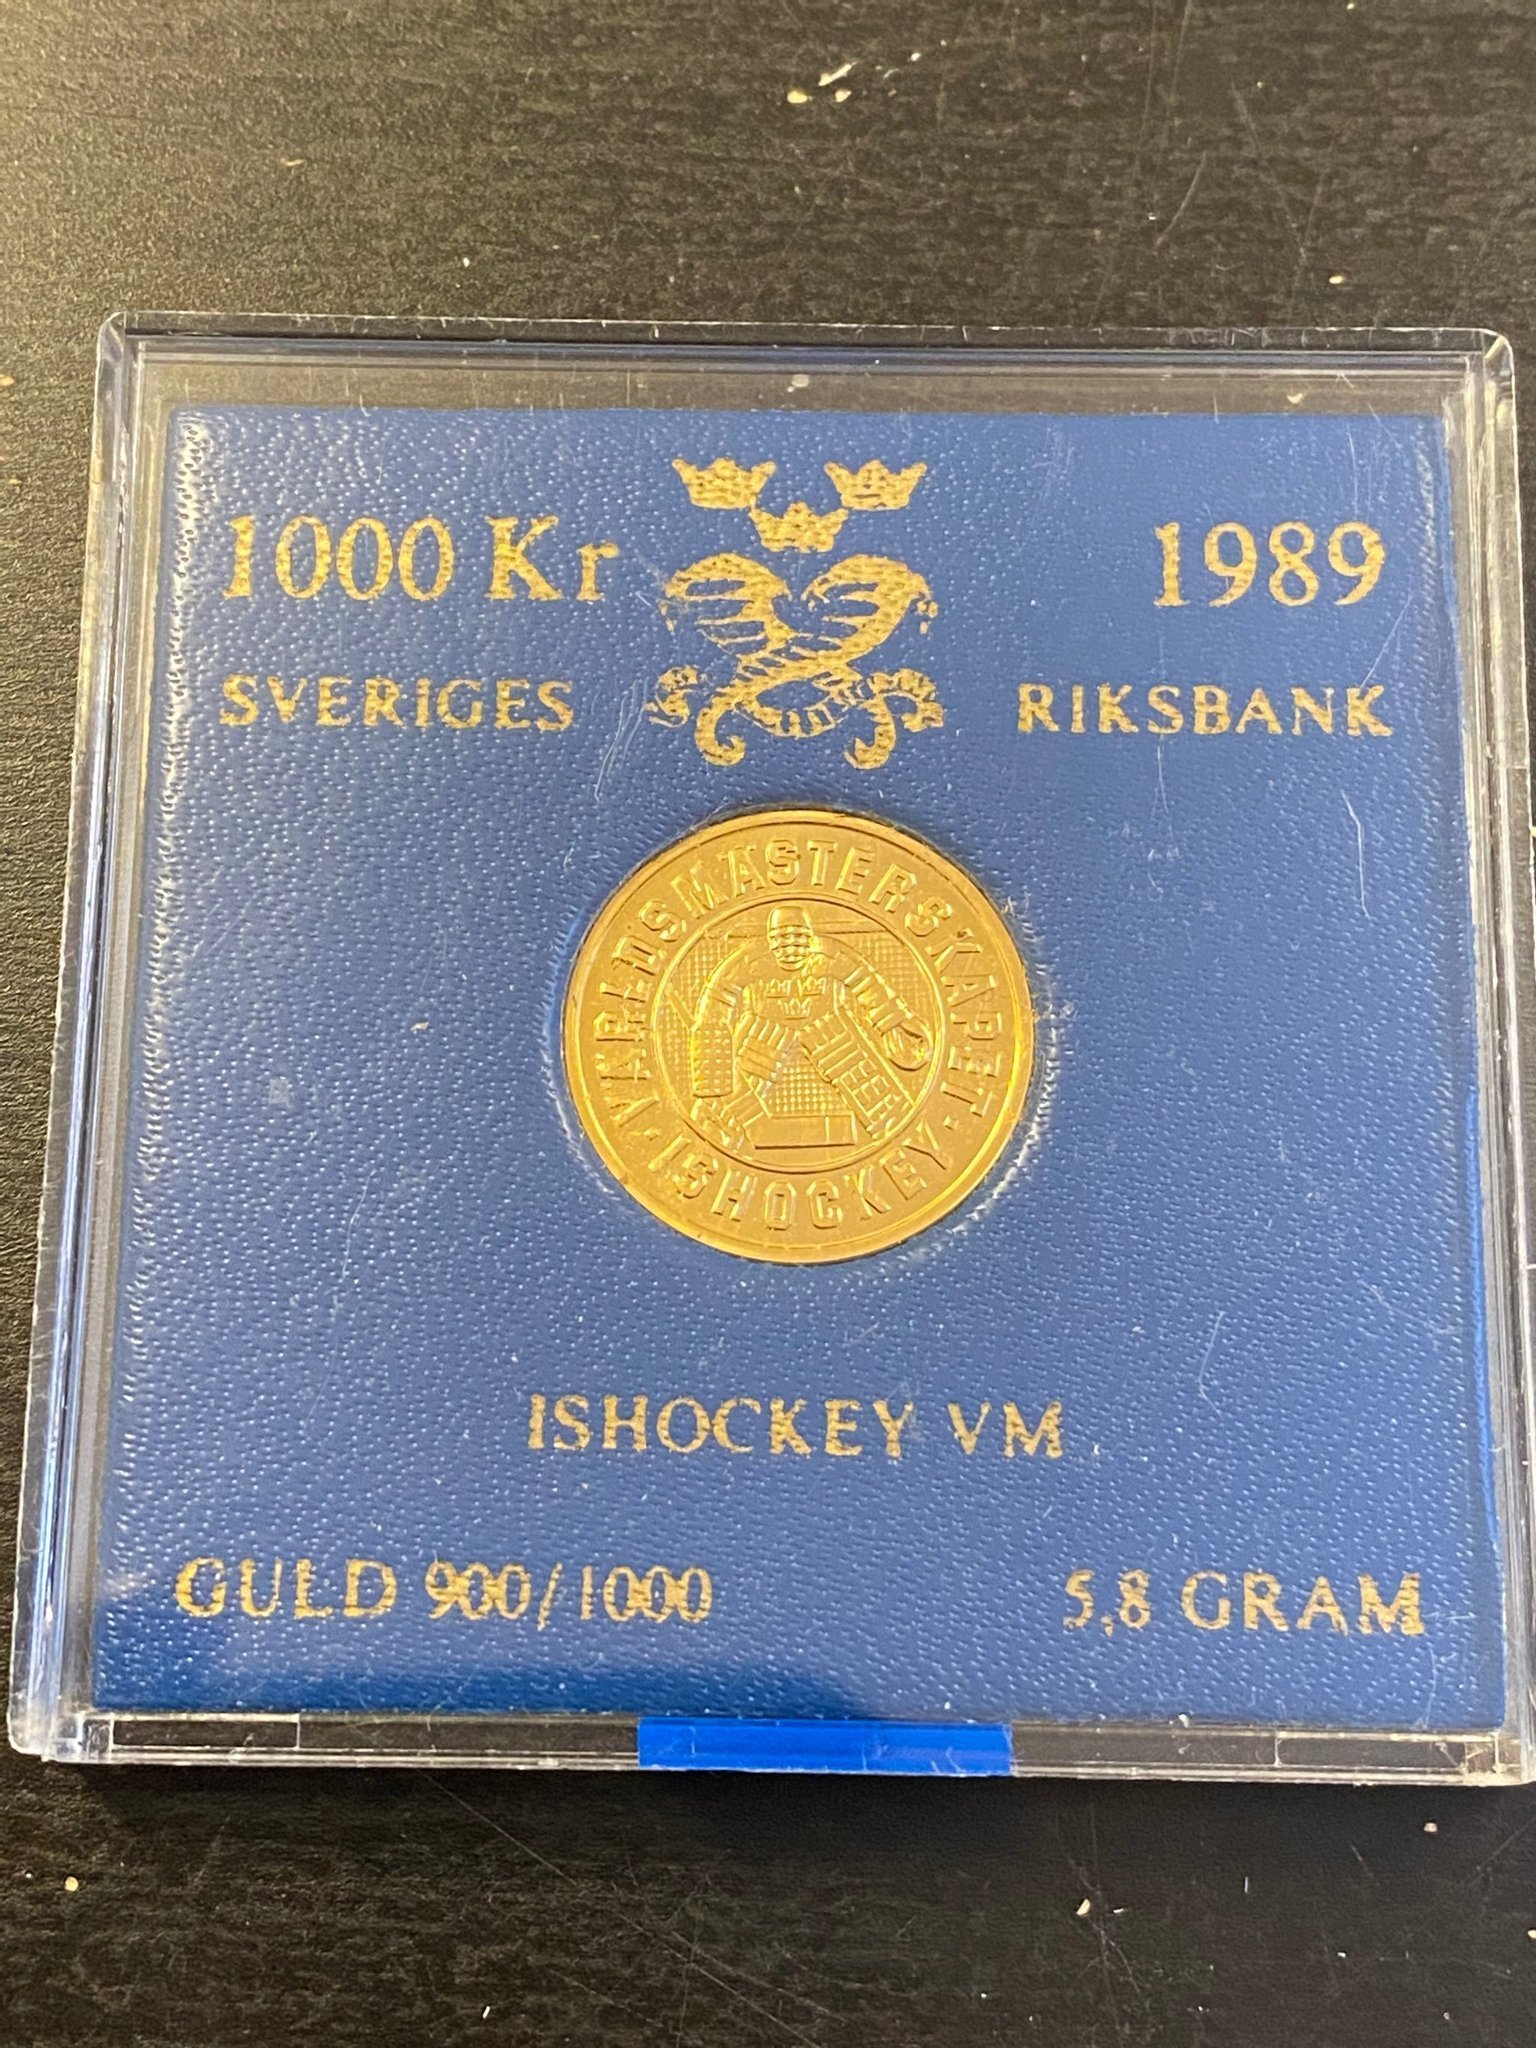 1000 Kr 1989
SVERIGES RIKSBANK
VÄRLDSMÄSTERSKAPET
· ISHOCKEY ·
ISHOCKEY VM
GULD 900/1000 5,8 GRAM